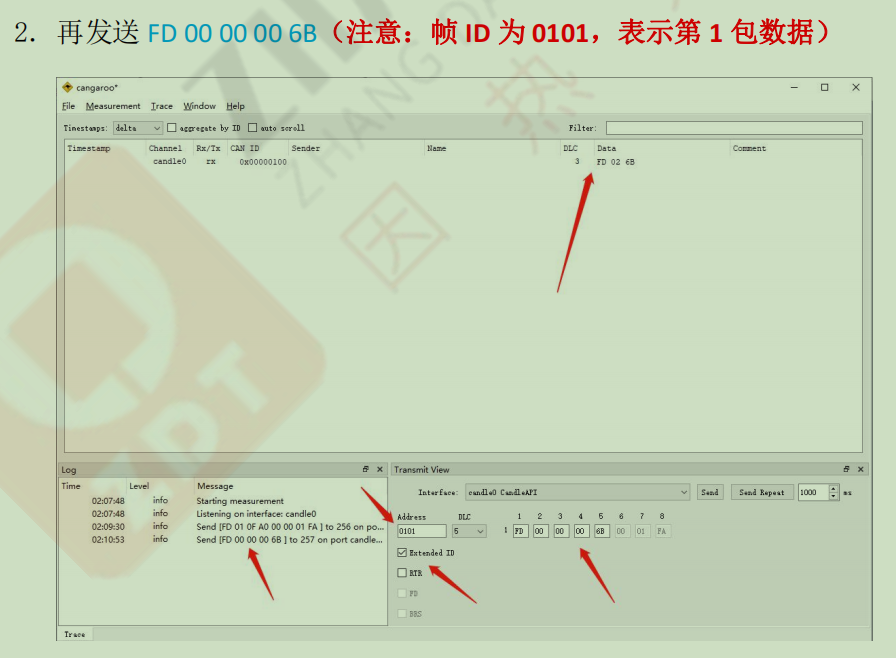 2. 再发送 FD 00 00 00 6B（注意：帧 ID 为 0101，表示第 1 包数据）
cangaroo*
File Measurement Trace Window Help
Timestamps: delta aggregate by ID auto scroll Filter:
Timestamp Channel Rx/Tx CAN ID Sender Name DLC Data Comment
candle0 rx 0x00000100 3 FD 02 6B
Log
Time Level Message
02:07:48 info Starting measurement
02:07:48 info Listening on interface: candle0
02:09:30 info Send [FD 01 0F A0 00 00 01 FA ] to 256 on po...
02:10:53 info Send [FD 00 00 00 6B ] to 257 on port candle...
Trace
Transmit View
Interface: candle0 CandleAPI Send Send Repeat 1000 ms
Address DLC 1 2 3 4 5 6 7 8
0101 5 1 FD 00 00 00 6B 00 01 FA
Extended ID
RTR
FD
BRS
ZHANG DA
因 热
ZDT